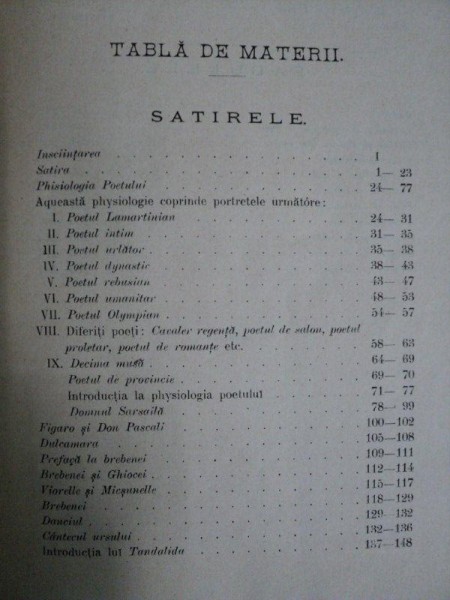 TABLĂ DE MATERII.
SATIRELE.
Insciințarea . . . . . . . . . . 1
Satira . . . . . . . . . . 1— 23
Phisiologia Poetului . . . . . . . . . . 24— 77
Această physiologie coprinde portretele următóre:
I. Poetul Lamartinian . . . . . . . . . . 24— 31
II. Poetul intim . . . . . . . . . . 31— 35
III. Poetul urlător . . . . . . . . . . 35— 38
IV. Poetul dynastic . . . . . . . . . . 38— 43
V. Poetul rebusian . . . . . . . . . . 43— 47
VI. Poetul umanitar . . . . . . . . . . 48— 53
VII. Poetul Olympian . . . . . . . . . . 54— 57
VIII. Diferiți poeți: Cavaler regență, poetul de salon, poetul
proletar, poetul de romanțe etc. . . . . . . . 58— 63
IX. Decima musă . . . . . . . . . . 64— 69
Poetul de provincie . . . . . . . . . . 69— 70
Introducția la physiologia poetului . . . . . 71— 77
Domnul Sarsailă . . . . . . . . . . 78— 99
Figaro și Don Pascali . . . . . . . . . . 100—102
Dulcamara . . . . . . . . . . 105—108
Prefață la brebenei . . . . . . . . . . 109—111
Brebenei și Ghiocei . . . . . . . . . . 112—114
Viorelle și Micșunelle . . . . . . . . . . 115—117
Brebenei . . . . . . . . . . 118—129
Danciul . . . . . . . . . . 129—132
Cântecul ursului . . . . . . . . . . 132—136
Introducția lui Tandalida . . . . . . . . . . 137—148